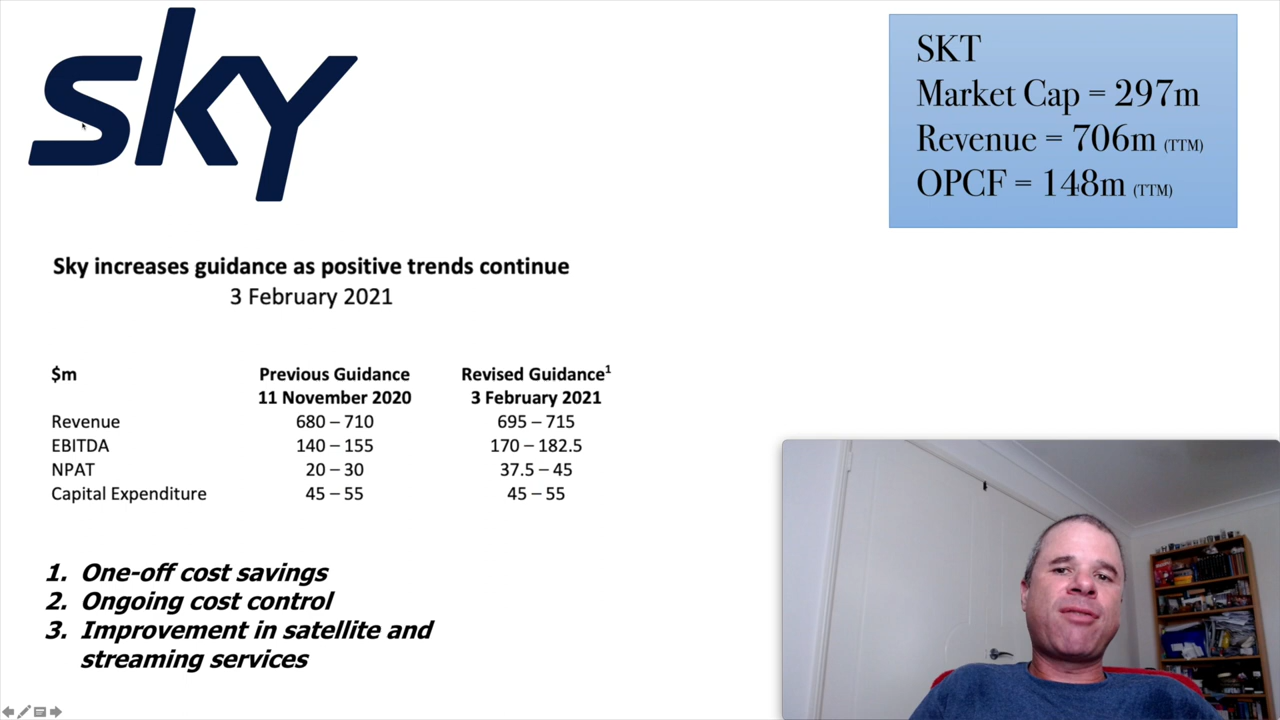 sky
SKT
Market Cap = 297m
Revenue = 706m (TTM)
OPCF = 148m (TTM)
Sky increases guidance as positive trends continue
3 February 2021
$m Previous Guidance Revised Guidance¹
11 November 2020 3 February 2021
Revenue 680 – 710 695 – 715
EBITDA 140 – 155 170 – 182.5
NPAT 20 – 30 37.5 – 45
Capital Expenditure 45 – 55 45 – 55
1. One-off cost savings
2. Ongoing cost control
3. Improvement in satellite and
streaming services